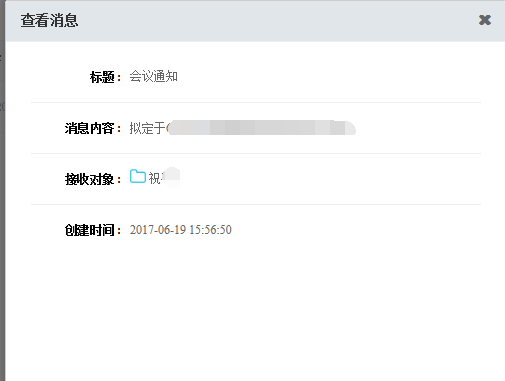 查看消息
标题： 会议通知
消息内容： 拟定于
接收对象： 祝
创建时间： 2017-06-19 15:56:50